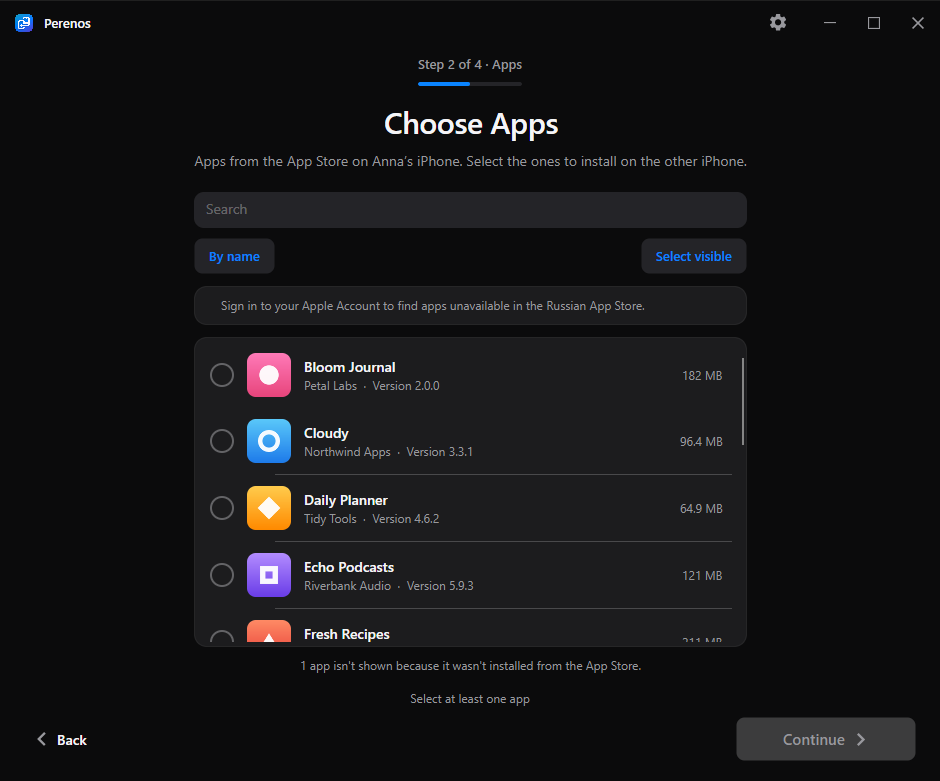 Perenos
Step 2 of 4 · Apps
Choose Apps
Apps from the App Store on Anna's iPhone. Select the ones to install on the other iPhone.
Search
By name
Select visible
Sign in to your Apple Account to find apps unavailable in the Russian App Store.
Bloom Journal
Petal Labs · Version 2.0.0
182 MB
Cloudy
Northwind Apps · Version 3.3.1
96.4 MB
Daily Planner
Tidy Tools · Version 4.6.2
64.9 MB
Echo Podcasts
Riverbank Audio · Version 5.9.3
121 MB
Fresh Recipes
211 MB
1 app isn't shown because it wasn't installed from the App Store.
Select at least one app
Back
Continue